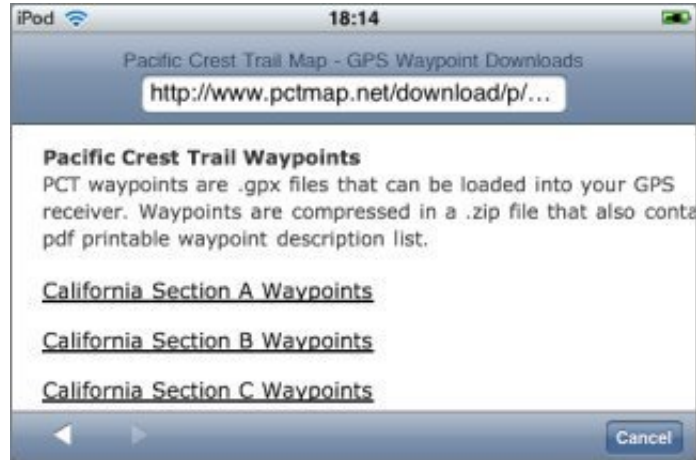 iPod 18:14
Pacific Crest Trail Map - GPS Waypoint Downloads
http://www.pctmap.net/download/p/...
Pacific Crest Trail Waypoints
PCT waypoints are .gpx files that can be loaded into your GPS
receiver. Waypoints are compressed in a .zip file that also conta
pdf printable waypoint description list.
California Section A Waypoints
California Section B Waypoints
California Section C Waypoints
Cancel